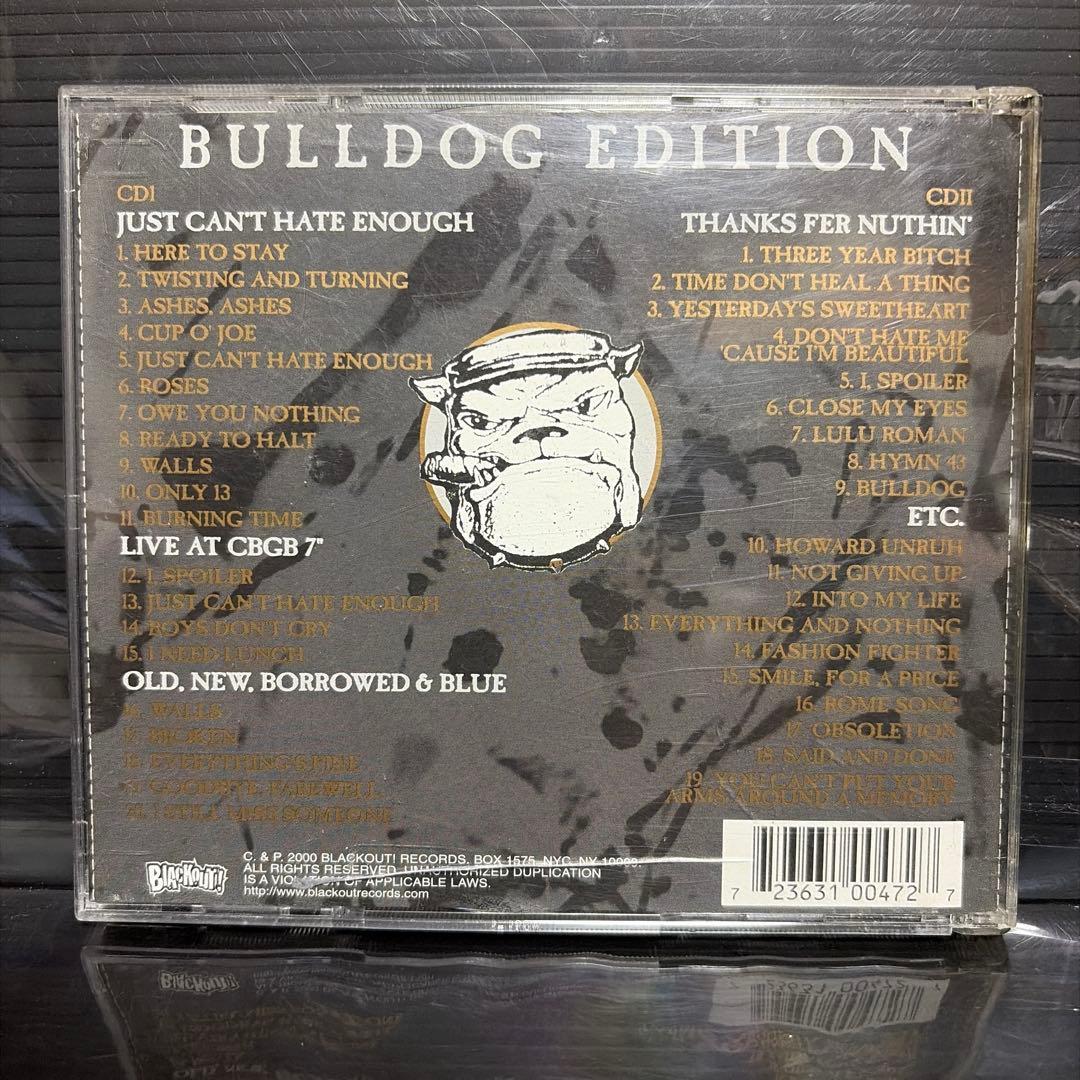 BULLDOG EDITION
CDI
JUST CAN'T HATE ENOUGH
1. HERE TO STAY
2. TWISTING AND TURNING
3. ASHES, ASHES
4. CUP O' JOE
5. JUST CAN'T HATE ENOUGH
6. ROSES
7. OWE YOU NOTHING
8. READY TO HALT
9. WALLS
10. ONLY 13
11. BURNING TIME
LIVE AT CBGB 7"
12. I, SPOILER
13. JUST CAN'T HATE ENOUGH
14. BOYS DON'T CRY
15. I NEED LUNCH
OLD, NEW, BORROWED & BLUE
16. WALLS
17. BROKEN
EVERYTHING'S FINE
GOODBYE, FAREWELL
I STILL MISS SOMEONE
CDII
THANKS FER NUTHIN'
1. THREE YEAR BITCH
2. TIME DON'T HEAL A THING
3. YESTERDAY'S SWEETHEART
4. DON'T HATE ME
'CAUSE I'M BEAUTIFUL
5. I, SPOILER
6. CLOSE MY EYES
7. LULU ROMAN
8. HYMN 43
9. BULLDOG
ETC.
10. HOWARD UNRUH
11. NOT GIVING UP
12. INTO MY LIFE
13. EVERYTHING AND NOTHING
14. FASHION FIGHTER
15. SMILE, FOR A PRICE
16. ROME SONG
17. OBSOLETION
18. SAID AND DONE
19. YOU CAN'T PUT YOUR
ARMS AROUND A MEMORY
BLACKOUT!
C. & P. 2000 BLACKOUT! RECORDS, BOX 1575, NYC, NY
ALL RIGHTS RESERVED. UNAUTHORIZED DUPLICATION
IS A VIOLATION OF APPLICABLE LAWS.
http://www.blackoutrecords.com
7 23631 00472 7